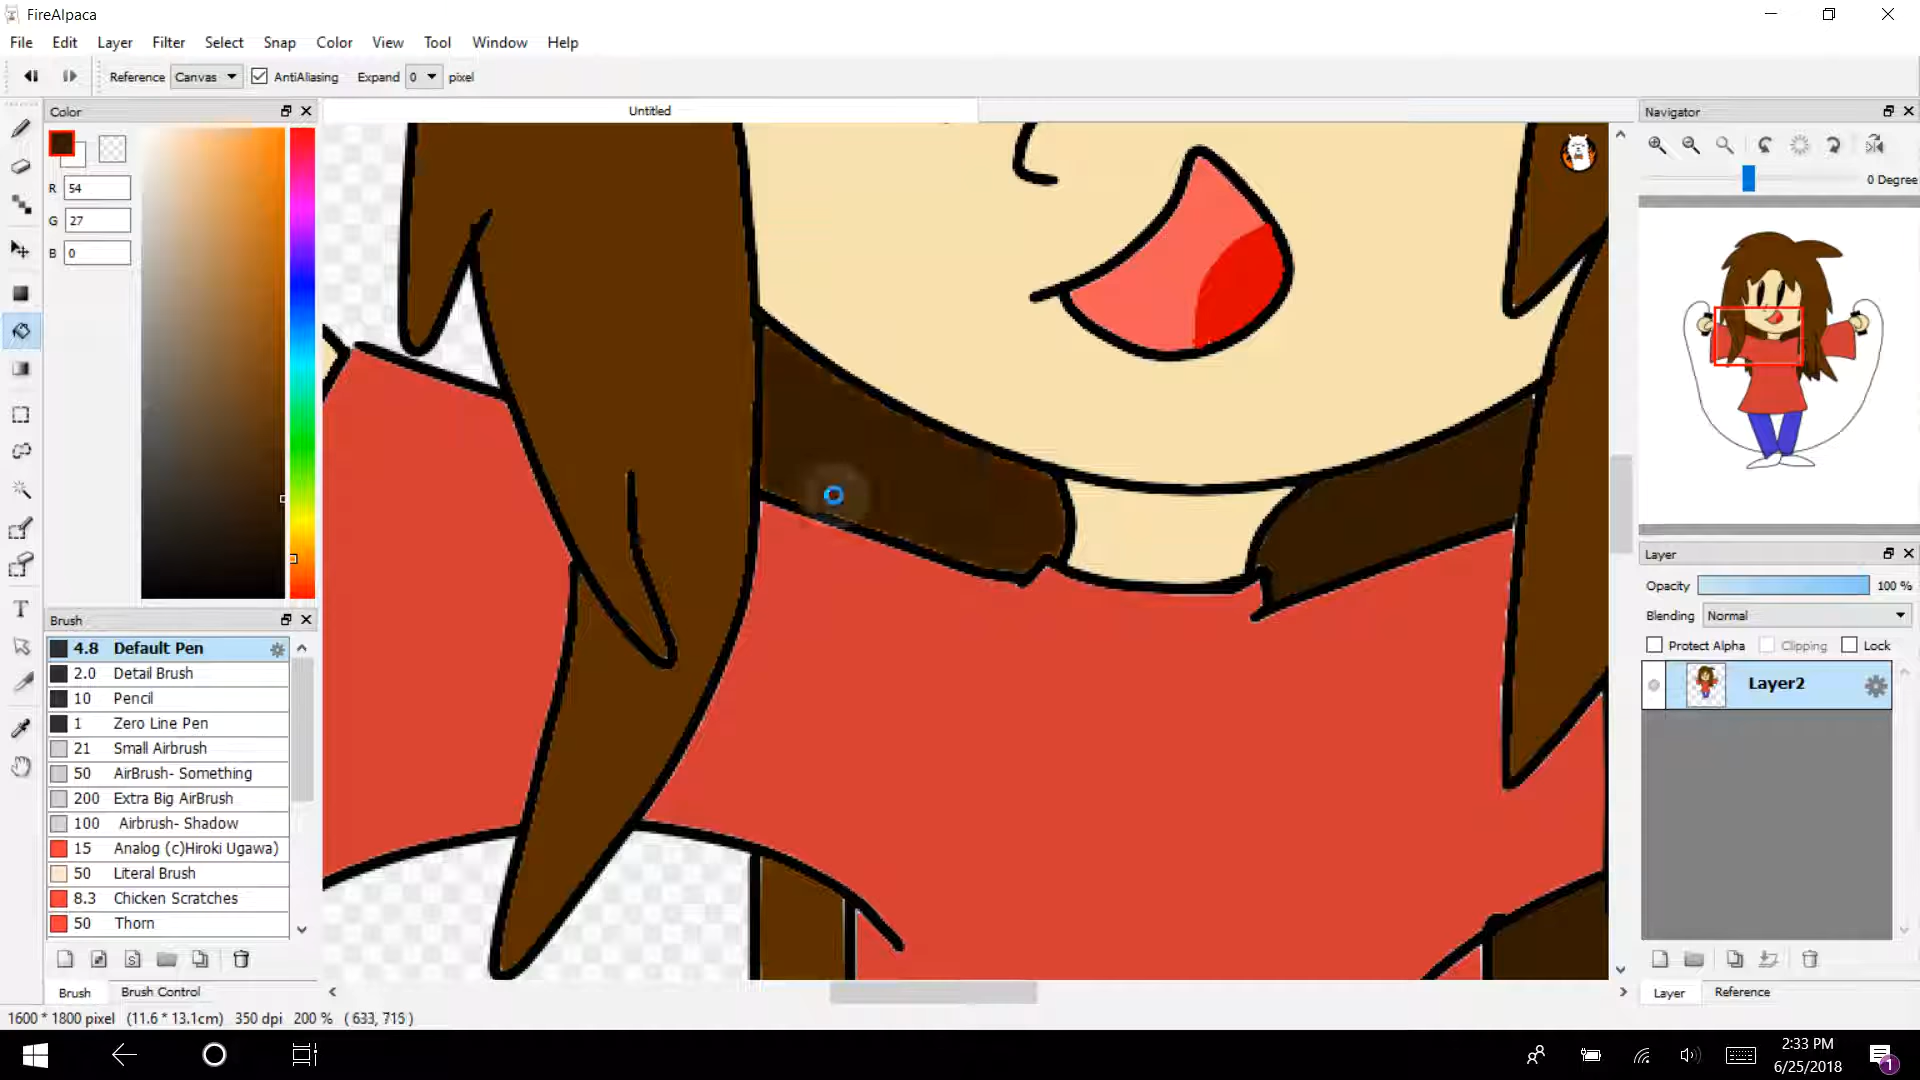 FireAlpaca
File Edit Layer Filter Select Snap Color View Tool Window Help
Reference Canvas AntiAliasing Expand 0 pixel
Color
Untitled
Navigator
R 54
G 27
B 0
0 Degree
Layer
Opacity 100 %
Blending Normal
Protect Alpha Clipping Lock
Layer2
Brush
4.8 Default Pen
2.0 Detail Brush
10 Pencil
1 Zero Line Pen
21 Small Airbrush
50 AirBrush- Something
200 Extra Big AirBrush
100 Airbrush- Shadow
15 Analog (c)Hiroki Ugawa)
50 Literal Brush
8.3 Chicken Scratches
50 Thorn
S
Brush Brush Control
Layer Reference
1600 * 1800 pixel (11.6 * 13.1cm) 350 dpi 200 % ( 633, 715 )
2:33 PM
6/25/2018
1